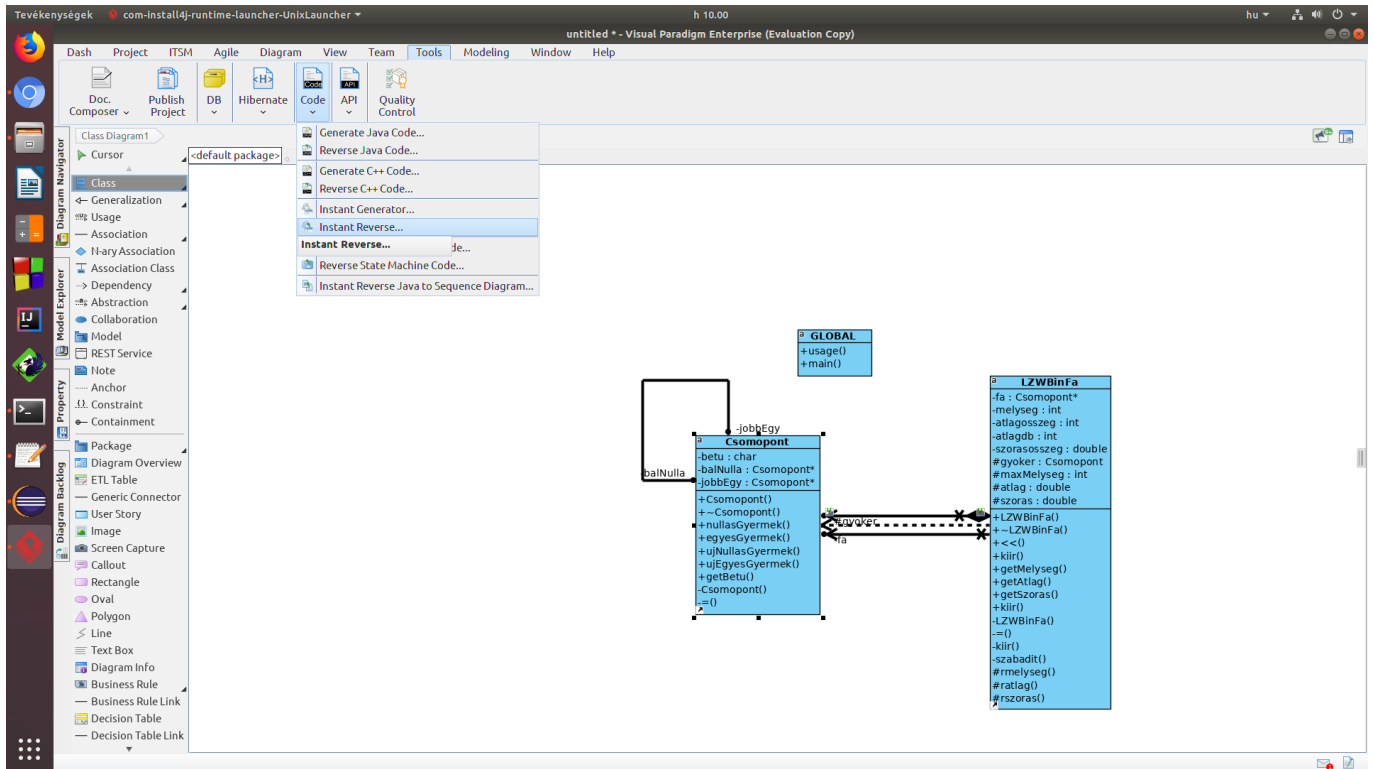 Tevékenységek
com-install4j-runtime-launcher-UnixLauncher
h 10.00
hu
untitled * - Visual Paradigm Enterprise (Evaluation Copy)
Dash Project ITSM Agile Diagram View Team Tools Modeling Window Help
Doc. Composer
Publish Project
DB
Hibernate
Code
API
Quality Control
Generate Java Code...
Reverse Java Code...
Generate C++ Code...
Reverse C++ Code...
Instant Generator...
Instant Reverse...
Instant Reverse...
de...
Reverse State Machine Code...
Instant Reverse Java to Sequence Diagram...
Class Diagram1
<default package>
Diagram Navigator
Model Explorer
Property
Diagram Backlog
Cursor
Class
Generalization
Usage
Association
N-ary Association
Association Class
Dependency
Abstraction
Collaboration
Model
REST Service
Note
Anchor
Constraint
Containment
Package
Diagram Overview
ETL Table
Generic Connector
User Story
Image
Screen Capture
Callout
Rectangle
Oval
Polygon
Line
Text Box
Diagram Info
Business Rule
Business Rule Link
Decision Table
Decision Table Link
GLOBAL
+usage()
+main()
-jobbEgy
-balNulla
Csomopont
-betu : char
-balNulla : Csomopont*
-jobbEgy : Csomopont*
+Csomopont()
+~Csomopont()
+nullasGyermek()
+egyesGyermek()
+ujNullasGyermek()
+ujEgyesGyermek()
+getBetu()
-Csomopont()
-=()
#gyoker
-fa
LZWBinFa
-fa : Csomopont*
-melyseg : int
-atlagosszeg : int
-atlagdb : int
-szorasosszeg : double
#gyoker : Csomopont
#maxMelyseg : int
#atlag : double
#szoras : double
+LZWBinFa()
+~LZWBinFa()
+<<()
+kiir()
+getMelyseg()
+getAtlag()
+getSzoras()
+kiir()
-LZWBinFa()
-=()
-kiir()
-szabadit()
#rmelyseg()
#ratlag()
#rszoras()